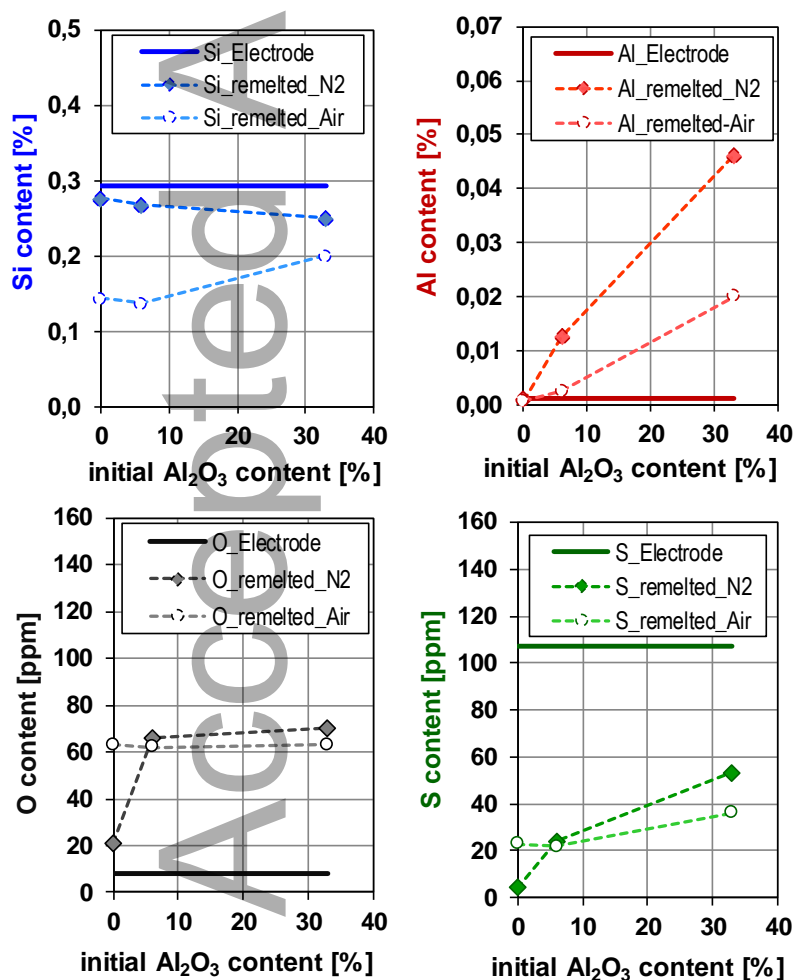 0,5
0,4
0,3
0,2
0,1
0,0
Si content [%]
Si_Electrode
Si_remelted_N2
Si_remelted_Air
0 10 20 30 40
initial Al₂O₃ content [%]
0,07
0,06
0,05
0,04
0,03
0,02
0,01
0,00
Al content [%]
Al_Electrode
Al_remelted_N2
Al_remelted-Air
0 10 20 30 40
initial Al₂O₃ content [%]
160
140
120
100
80
60
40
20
0
O content [ppm]
O_Electrode
O_remelted_N2
O_remelted_Air
0 10 20 30 40
initial Al₂O₃ content [%]
160
140
120
100
80
60
40
20
0
S content [ppm]
S_Electrode
S_remelted_N2
S_remelted_Air
0 10 20 30 40
initial Al₂O₃ content [%]
Accepted A